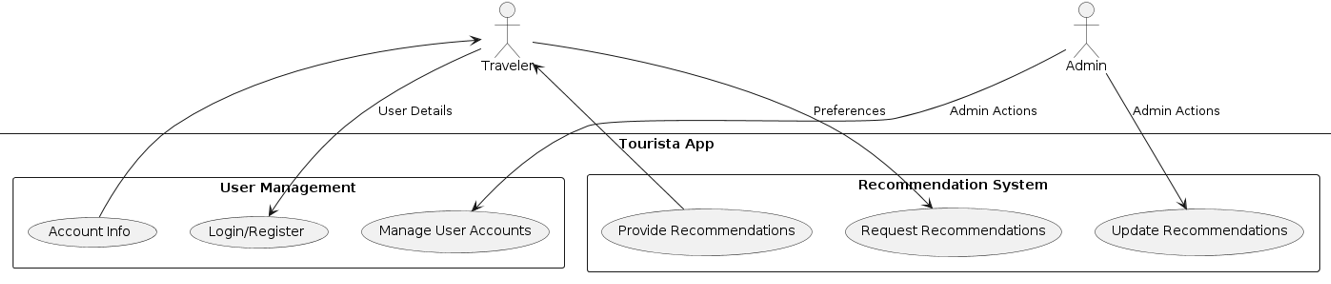 Traveler
Admin
User Details
Preferences
Admin Actions
Admin Actions
Tourista App
User Management
Recommendation System
Account Info
Login/Register
Manage User Accounts
Provide Recommendations
Request Recommendations
Update Recommendations